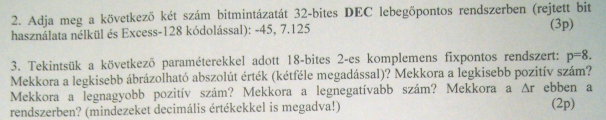 2. Adja meg a következő két szám bitmintázatát 32-bites DEC lebegőpontos rendszerben (rejtett bit
használata nélkül és Excess-128 kódolással): -45, 7.125 (3p)
3. Tekintsük a következő paraméterekkel adott 18-bites 2-es komplemens fixpontos rendszert: p=8.
Mekkora a legkisebb ábrázolható abszolút érték (kétféle megadással)? Mekkora a legkisebb pozitív szám?
Mekkora a legnagyobb pozitív szám? Mekkora a legnegatívabb szám? Mekkora a Δr ebben a
rendszerben? (mindezeket decimális értékekkel is megadva!) (2p)